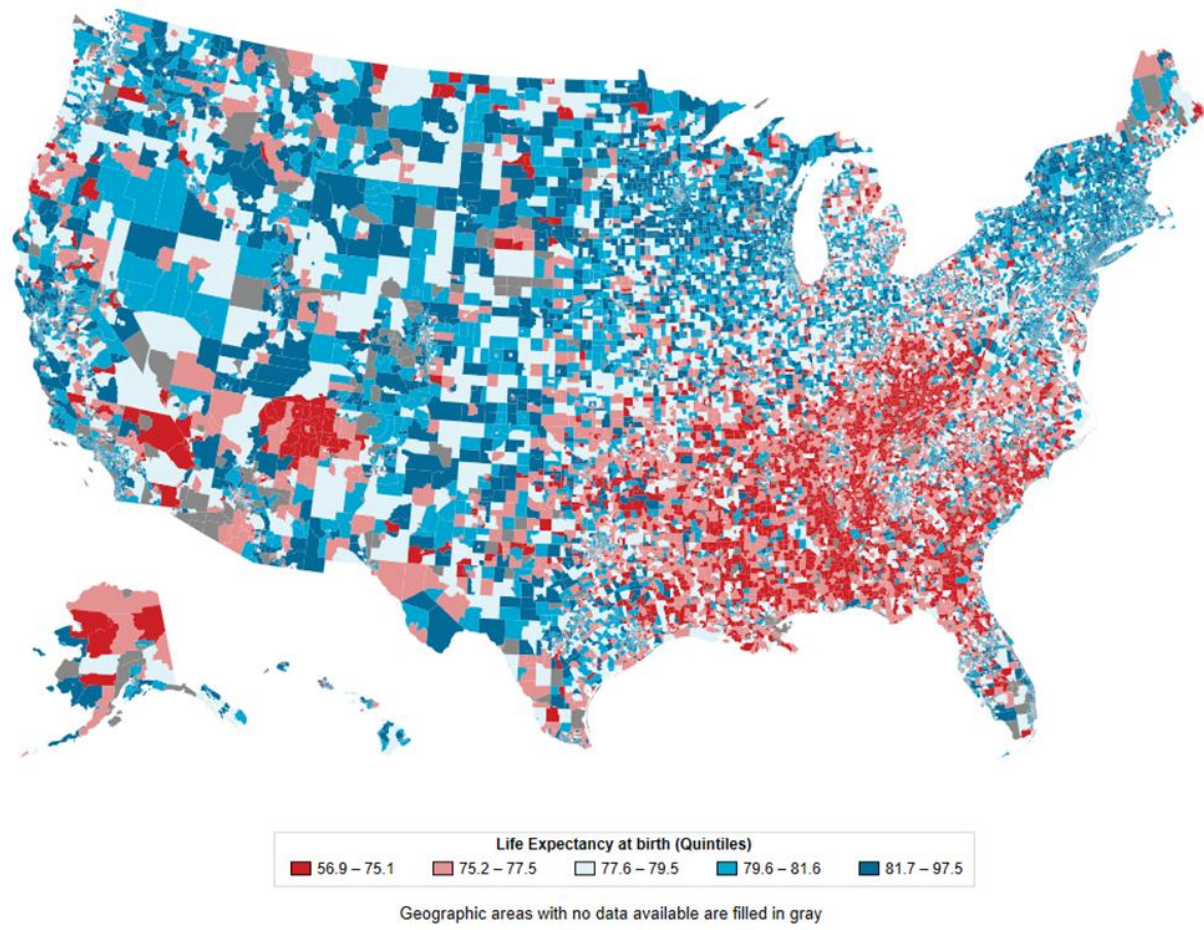 Life Expectancy at birth (Quintiles)
56.9 – 75.1 75.2 – 77.5 77.6 – 79.5 79.6 – 81.6 81.7 – 97.5
Geographic areas with no data available are filled in gray